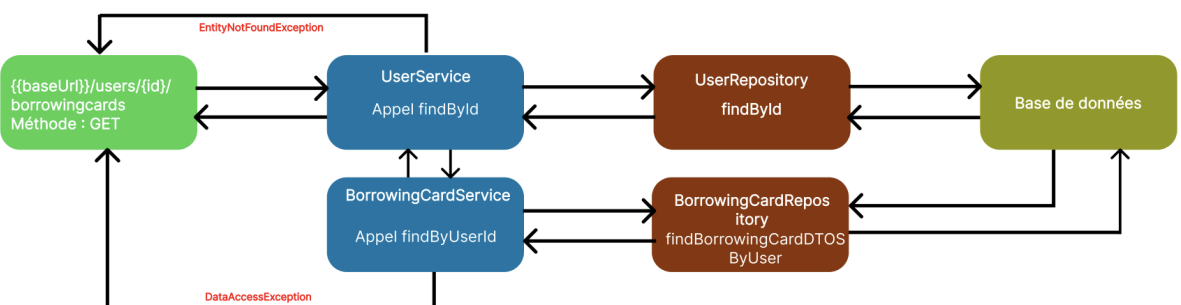 EntityNotFoundException
{{baseUrl}}/users/{id}/
borrowingcards
Méthode : GET
UserService
Appel findById
UserRepository
findById
Base de données
BorrowingCardService
Appel findByUserId
BorrowingCardRepos
itory
findBorrowingCardDTOS
ByUser
DataAccessException